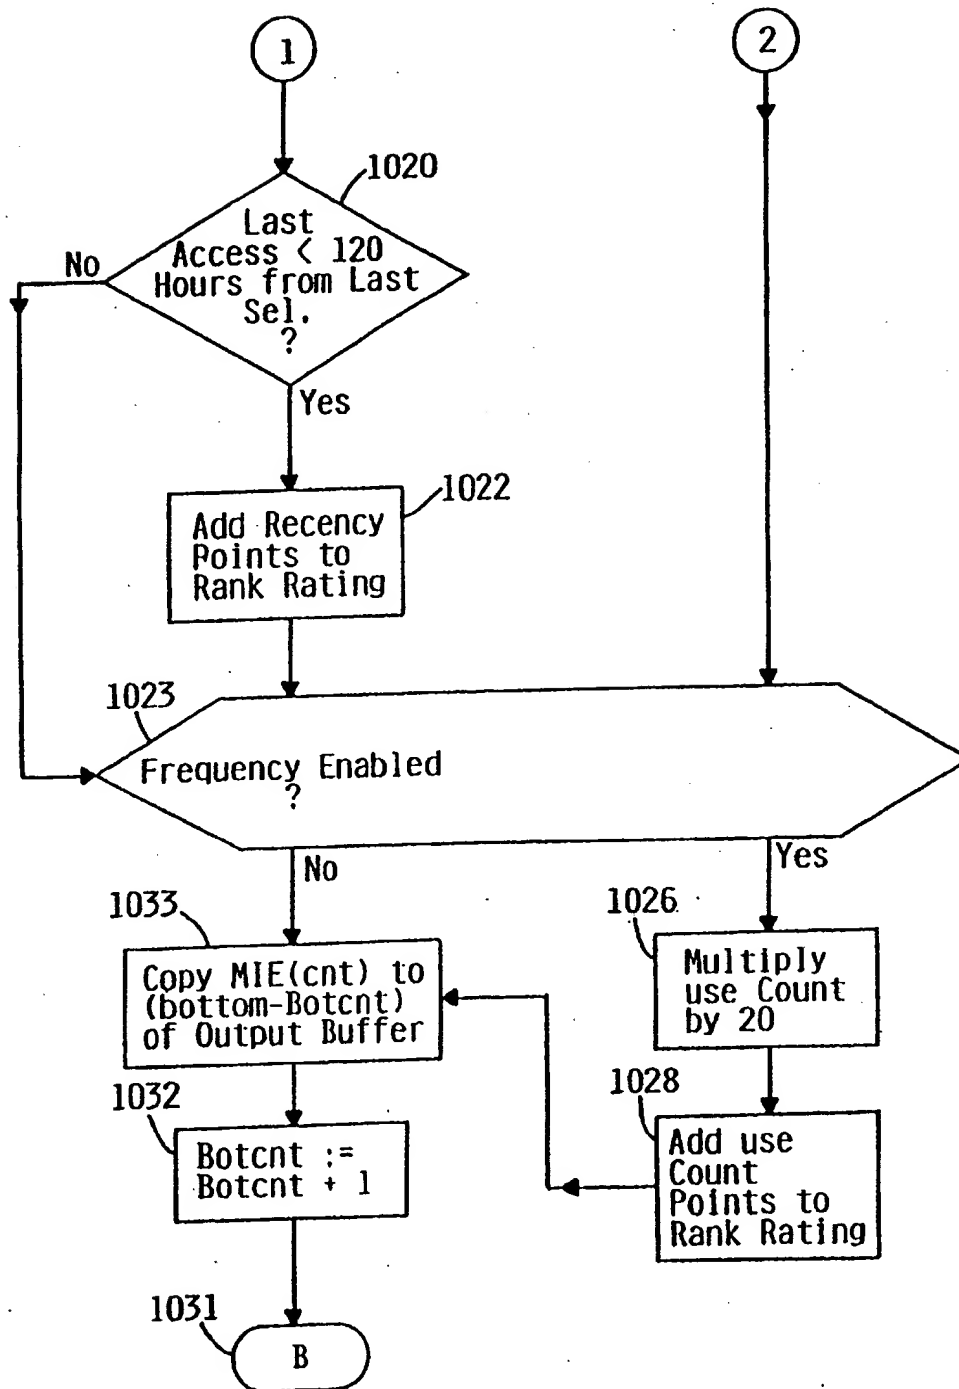 1
2
1020
Last
Access < 120
Hours from Last
Sel.
?
No
Yes
1022
Add Recency
Points to
Rank Rating
1023
Frequency Enabled
?
No
Yes
1033
Copy MIE(cnt) to
(bottom-Botcnt)
of Output Buffer
1026
Multiply
use Count
by 20
1032
Botcnt :=
Botcnt + 1
1028
Add use
Count
Points to
Rank Rating
1031
B